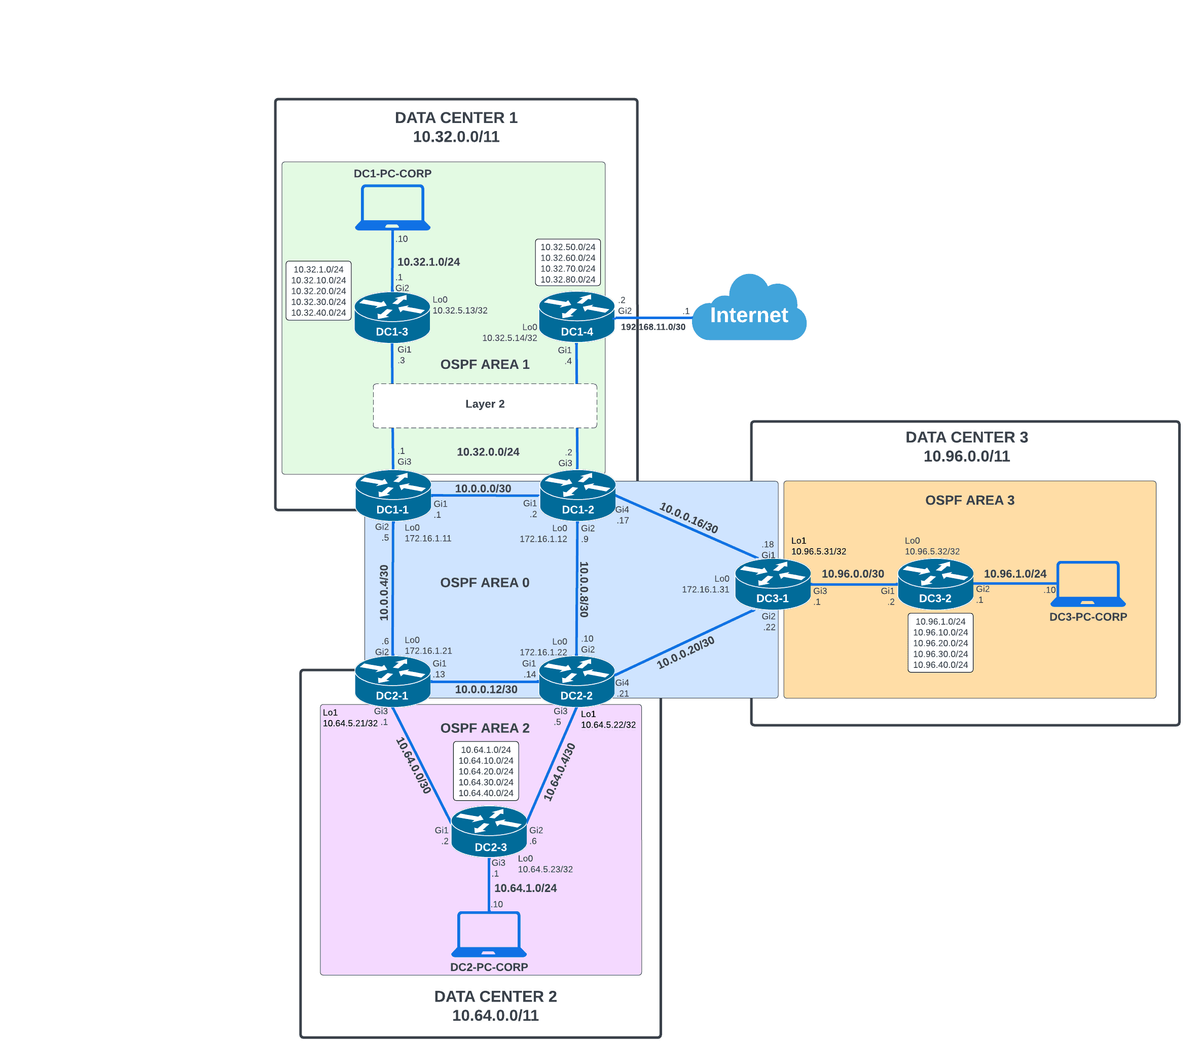 DATA CENTER 1
10.32.0.0/11
DC1-PC-CORP
.10
10.32.1.0/24
.1
Gi2
10.32.1.0/24
10.32.10.0/24
10.32.20.0/24
10.32.30.0/24
10.32.40.0/24
Lo0
10.32.5.13/32
DC1-3
Gi1
.3
10.32.50.0/24
10.32.60.0/24
10.32.70.0/24
10.32.80.0/24
.2
Gi2
192.168.11.0/30
.1
Internet
Lo0
10.32.5.14/32
DC1-4
Gi1
.4
OSPF AREA 1
Layer 2
10.32.0.0/24
.1
Gi3
.2
Gi3
DC1-1
Gi1
.1
10.0.0.0/30
Gi1
.2
DC1-2
Gi2
.5
Lo0
172.16.1.11
Lo0
172.16.1.12
Gi2
.9
Gi4
.17
10.0.0.16/30
10.0.0.4/30
OSPF AREA 0
10.0.0.8/30
DATA CENTER 3
10.96.0.0/11
OSPF AREA 3
.18
Gi1
Lo1
10.96.5.31/32
Lo0
172.16.1.31
DC3-1
Gi2
.22
10.96.0.0/30
Gi3
.1
Gi1
.2
Lo0
10.96.5.32/32
DC3-2
Gi2
.1
10.96.1.0/24
.10
DC3-PC-CORP
10.96.1.0/24
10.96.10.0/24
10.96.20.0/24
10.96.30.0/24
10.96.40.0/24
10.0.0.20/30
.6
Gi2
Lo0
172.16.1.21
Lo0
172.16.1.22
.10
Gi2
DC2-1
Gi1
.13
10.0.0.12/30
Gi1
.14
DC2-2
Gi4
.21
Lo1
10.64.5.21/32
Gi3
.1
Gi3
.5
Lo1
10.64.5.22/32
OSPF AREA 2
10.64.0.0/30
10.64.0.4/30
10.64.1.0/24
10.64.10.0/24
10.64.20.0/24
10.64.30.0/24
10.64.40.0/24
Gi1
.2
DC2-3
Gi2
.6
Gi3
.1
Lo0
10.64.5.23/32
10.64.1.0/24
.10
DC2-PC-CORP
DATA CENTER 2
10.64.0.0/11